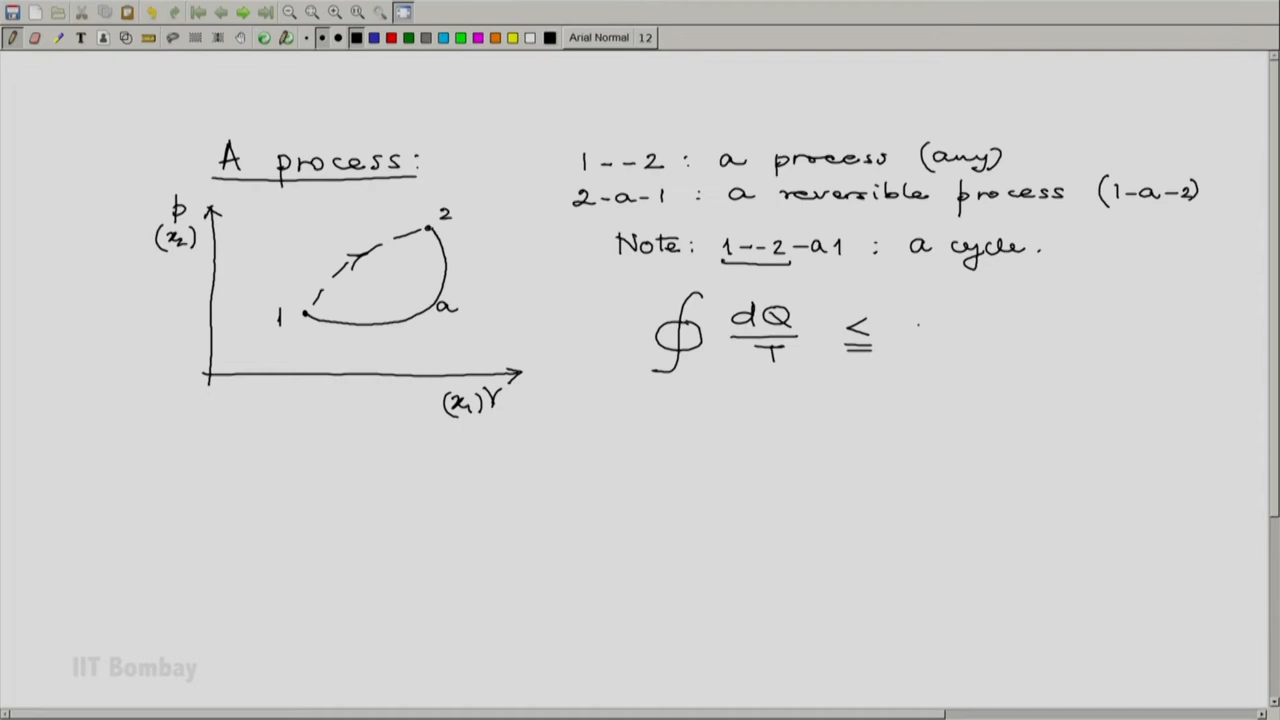 Arial Normal 12
A process:
1--2 : a process (any)
2-a-1 : a reversible process (1-a-2)
Note: 1--2-a1 : a cycle.
∮ dQ/T ≤
p
(x₂)
2
1
a
(x₁) V
IIT Bombay